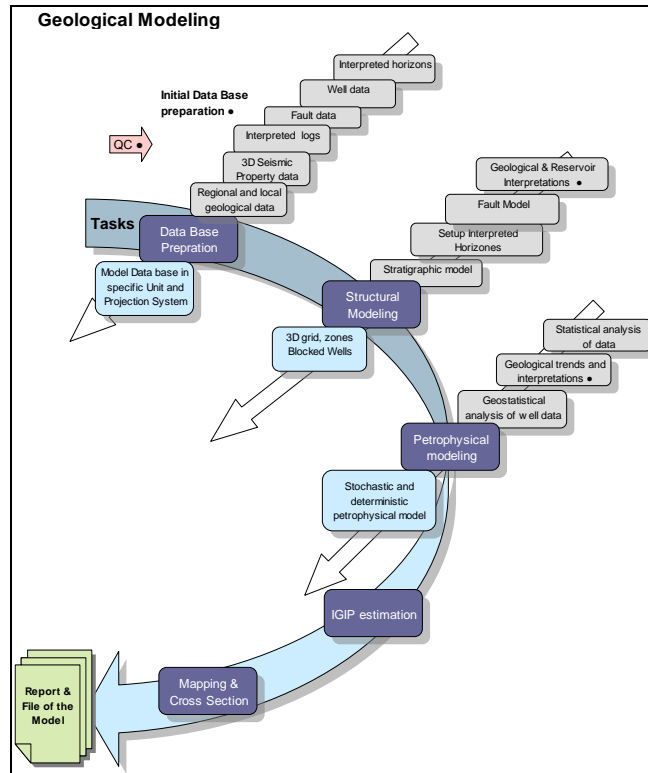 Geological Modeling
Interpreted horizons
Initial Data Base
preparation ●
Well data
Fault data
QC ●
Interpreted logs
3D Seismic
Property data
Regional and local
geological data
Geological & Reservoir
Interpretations ●
Fault Model
Setup Interpreted
Horizones
Stratigraphic model
Tasks
Data Base
Prepration
Model Data base in
specific Unit and
Projection System
Structural
Modeling
3D grid, zones
Blocked Wells
Statistical analysis
of data
Geological trends and
interpretations ●
Geostatistical
analysis of well data
Petrophysical
modeling
Stochastic and
deterministic
petrophysical model
IGIP estimation
Mapping &
Cross Section
Report &
File of the
Model